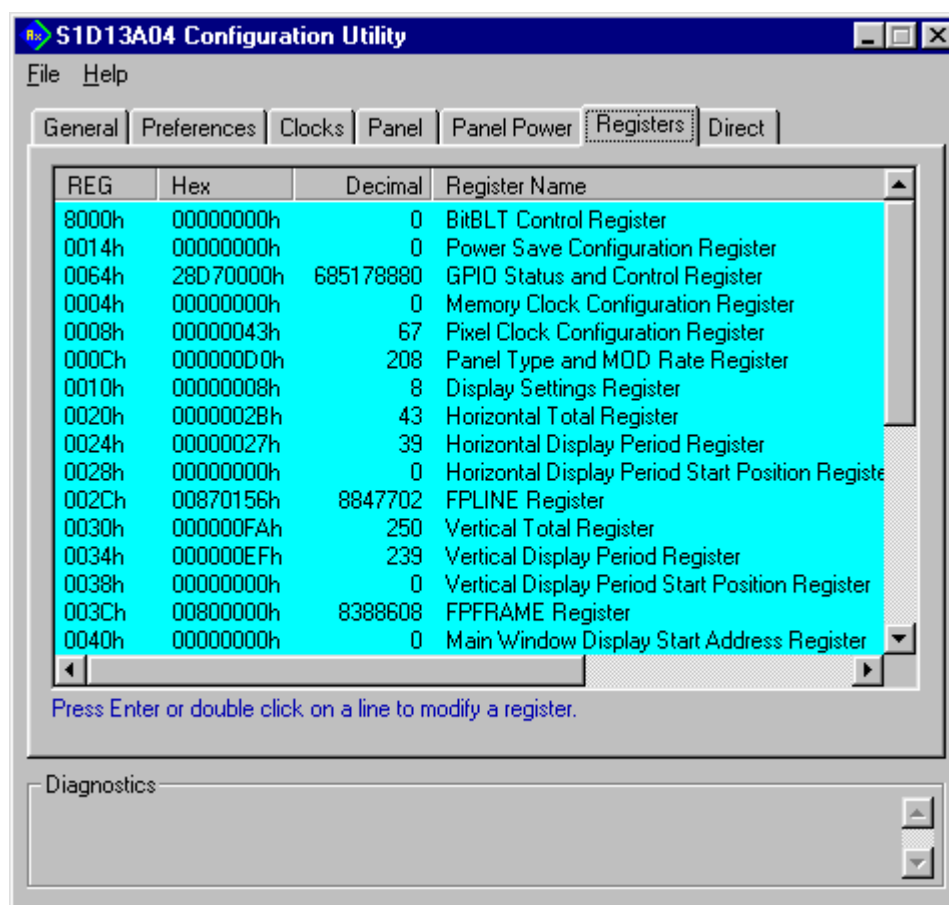 S1D13A04 Configuration Utility
File Help
General Preferences Clocks Panel Panel Power Registers Direct
REG Hex Decimal Register Name
8000h 00000000h 0 BitBLT Control Register
0014h 00000000h 0 Power Save Configuration Register
0064h 28D70000h 685178880 GPIO Status and Control Register
0004h 00000000h 0 Memory Clock Configuration Register
0008h 00000043h 67 Pixel Clock Configuration Register
000Ch 000000D0h 208 Panel Type and MOD Rate Register
0010h 00000008h 8 Display Settings Register
0020h 0000002Bh 43 Horizontal Total Register
0024h 00000027h 39 Horizontal Display Period Register
0028h 00000000h 0 Horizontal Display Period Start Position Registe
002Ch 00870156h 8847702 FPLINE Register
0030h 000000FAh 250 Vertical Total Register
0034h 000000EFh 239 Vertical Display Period Register
0038h 00000000h 0 Vertical Display Period Start Position Register
003Ch 00800000h 8388608 FPFRAME Register
0040h 00000000h 0 Main Window Display Start Address Register
Press Enter or double click on a line to modify a register.
Diagnostics